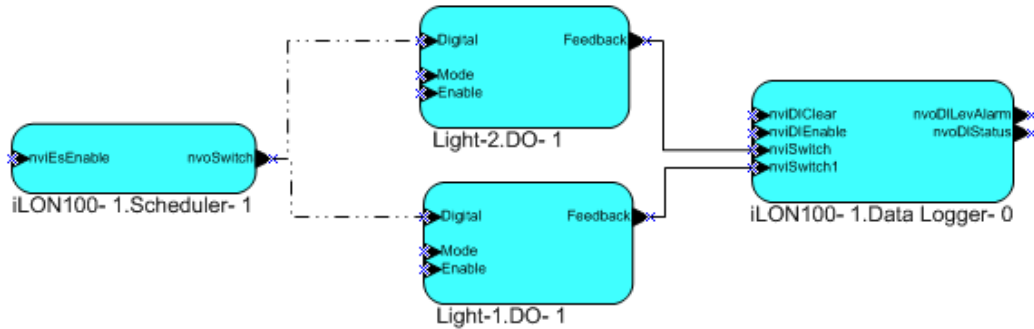 Digital
Feedback
Mode
Enable
Light-2.DO- 1
nviEsEnable
nvoSwitch
iLON100- 1.Scheduler- 1
Digital
Feedback
Mode
Enable
Light-1.DO- 1
nviDlClear
nvoDlLevAlarm
nviDlEnable
nvoDlStatus
nviSwitch
nviSwitch1
iLON100- 1.Data Logger- 0